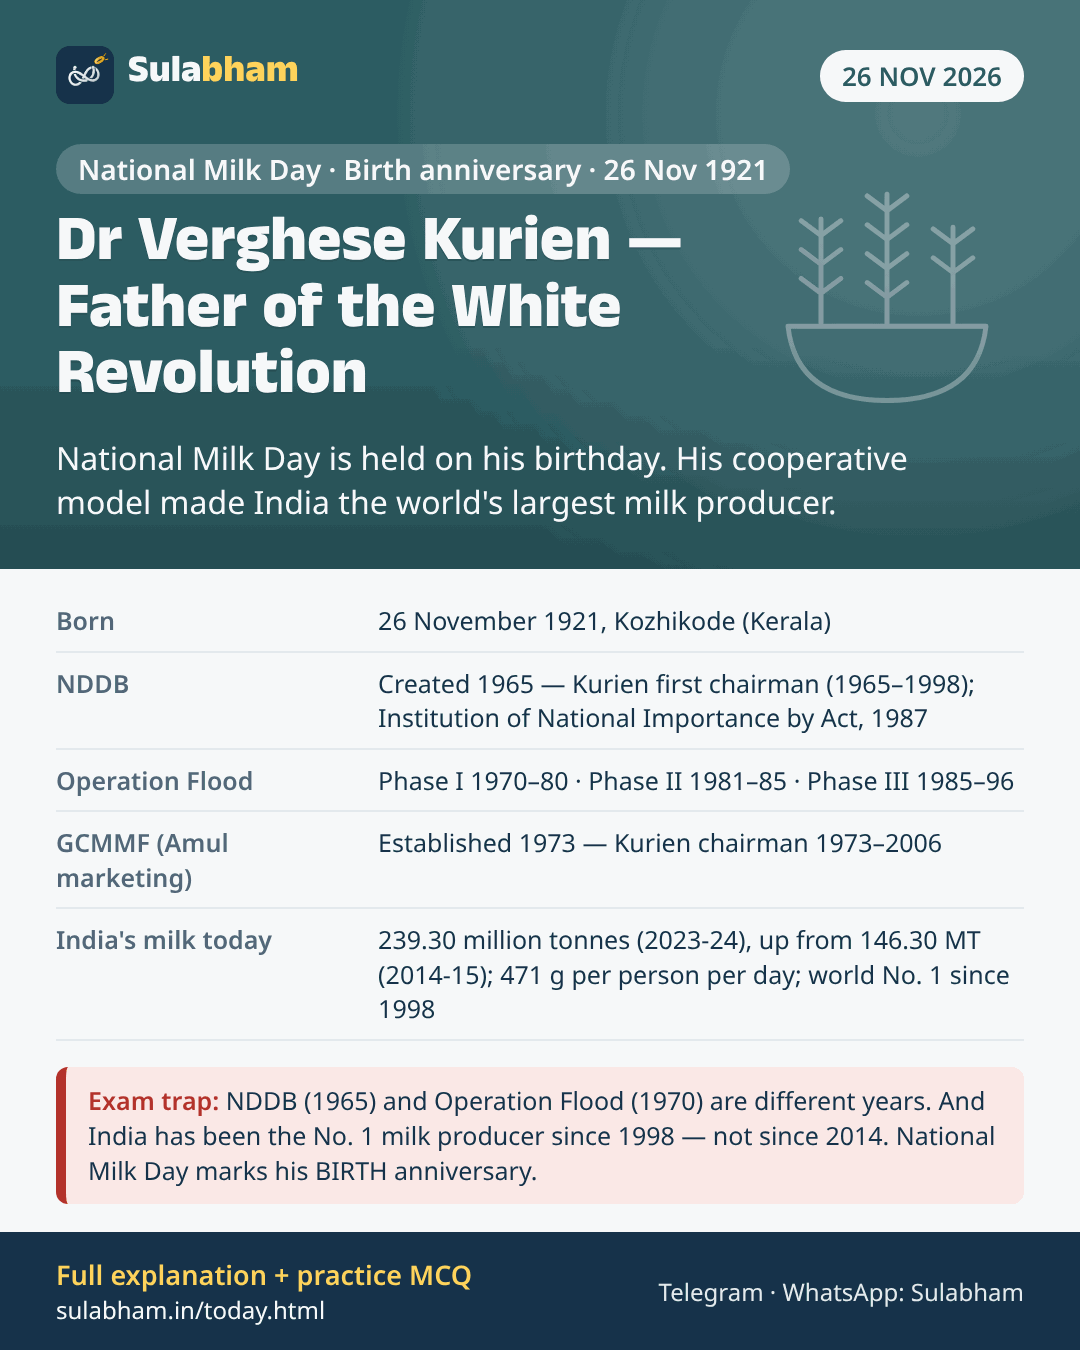 Sulabham
26 NOV 2026
National Milk Day · Birth anniversary · 26 Nov 1921
Dr Verghese Kurien —
Father of the White
Revolution
National Milk Day is held on his birthday. His cooperative
model made India the world's largest milk producer.
Born
26 November 1921, Kozhikode (Kerala)
NDDB
Created 1965 — Kurien first chairman (1965–1998);
Institution of National Importance by Act, 1987
Operation Flood
Phase I 1970–80 · Phase II 1981–85 · Phase III 1985–96
GCMMF (Amul
marketing)
Established 1973 — Kurien chairman 1973–2006
India's milk today
239.30 million tonnes (2023-24), up from 146.30 MT
(2014-15); 471 g per person per day; world No. 1 since
1998
Exam trap: NDDB (1965) and Operation Flood (1970) are different years. And
India has been the No. 1 milk producer since 1998 — not since 2014. National
Milk Day marks his BIRTH anniversary.
Full explanation + practice MCQ
sulabham.in/today.html
Telegram · WhatsApp: Sulabham